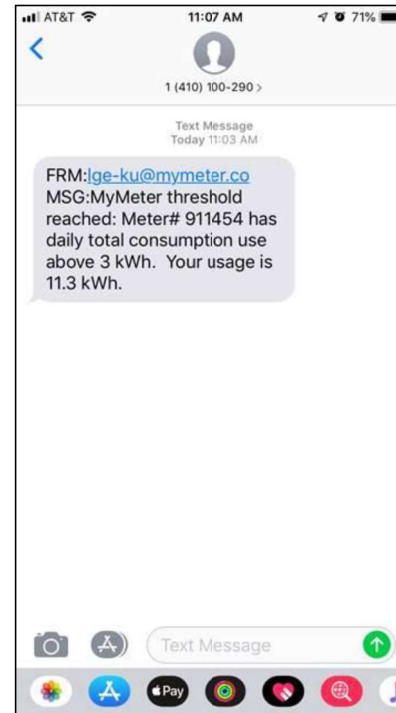 AT&T
11:07 AM
71%
1 (410) 100-290 >
Text Message
Today 11:03 AM
FRM:lge-ku@mymeter.co
MSG:MyMeter threshold
reached: Meter# 911454 has
daily total consumption use
above 3 kWh.  Your usage is
11.3 kWh.
Text Message
Pay